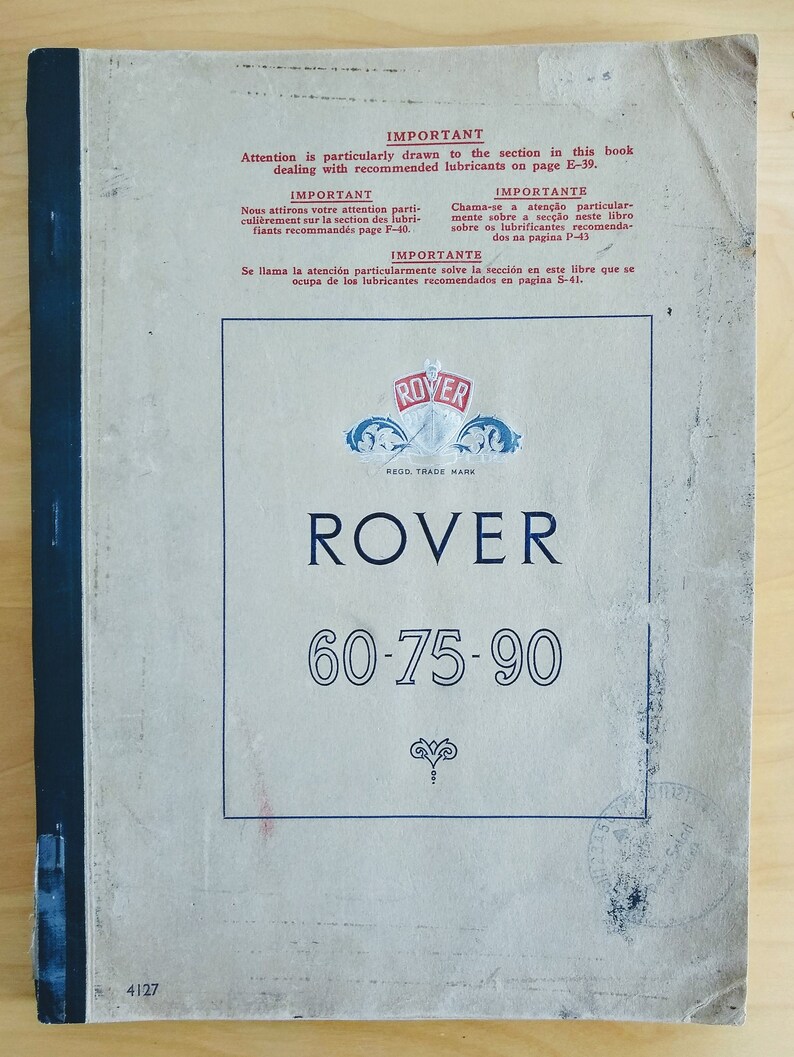 IMPORTANT
Attention is particularly drawn to the section in this book
dealing with recommended lubricants on page E–39.
IMPORTANT
Nous attirons votre attention parti-
culièrement sur la section des lubri-
fiants recommandés page F–40.
IMPORTANTE
Chama-se a atenção particular-
mente sobre a secção neste libro
sobre os lubrificantes recomenda-
dos na pagina P–43
IMPORTANTE
Se llama la atención particularmente solve la sección en este libre que se
ocupa de los lubricantes recomendados en pagina S–41.
ROVER
REGD. TRADE MARK
ROVER
60-75-90
4127